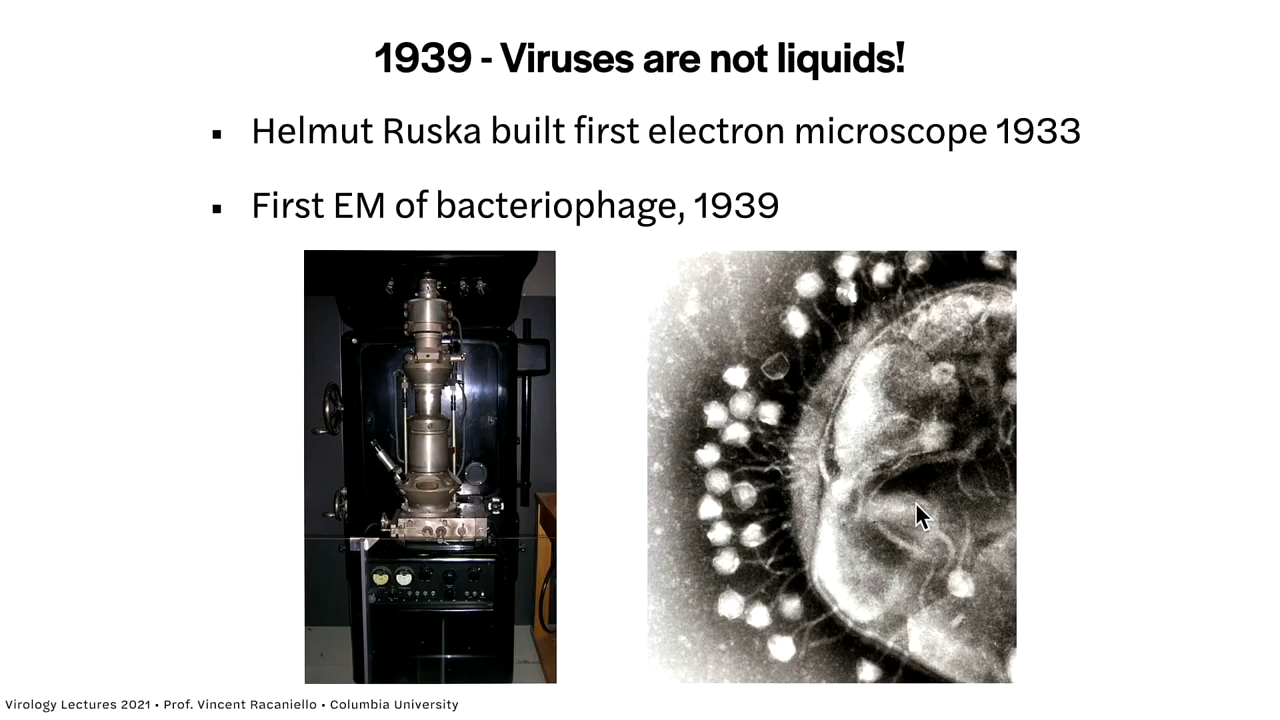 1939 - Viruses are not liquids!
▪ Helmut Ruska built first electron microscope 1933
▪ First EM of bacteriophage, 1939
Virology Lectures 2021 • Prof. Vincent Racaniello • Columbia University